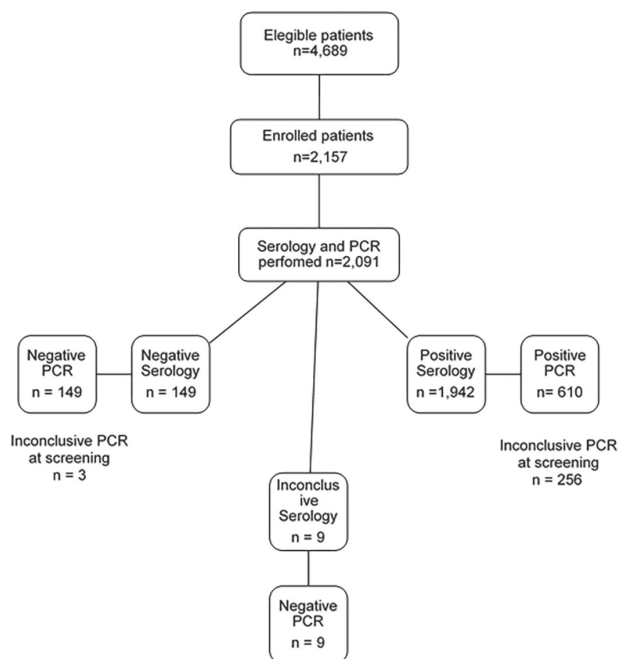 Elegible patients
n=4,689
Enrolled patients
n=2,157
Serology and PCR
perfomed n=2,091
Negative
PCR
n = 149
Negative
Serology
n = 149
Positive
Serology
n =1,942
Positive
PCR
n= 610
Inconclusive PCR
at screening
n = 3
Inconclusive PCR
at screening
n = 256
Inconclus
ive
Serology
n = 9
Negative
PCR
n = 9